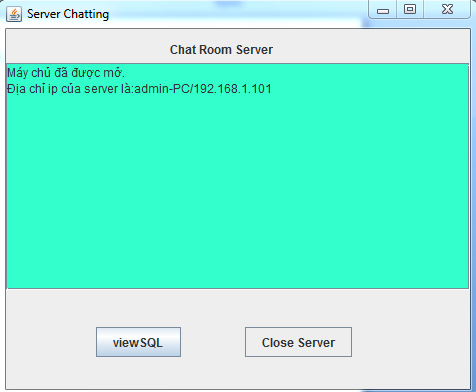 Server Chatting
Chat Room Server
Máy chủ đã được mở.
Địa chỉ ip của server là:admin-PC/192.168.1.101
viewSQL
Close Server